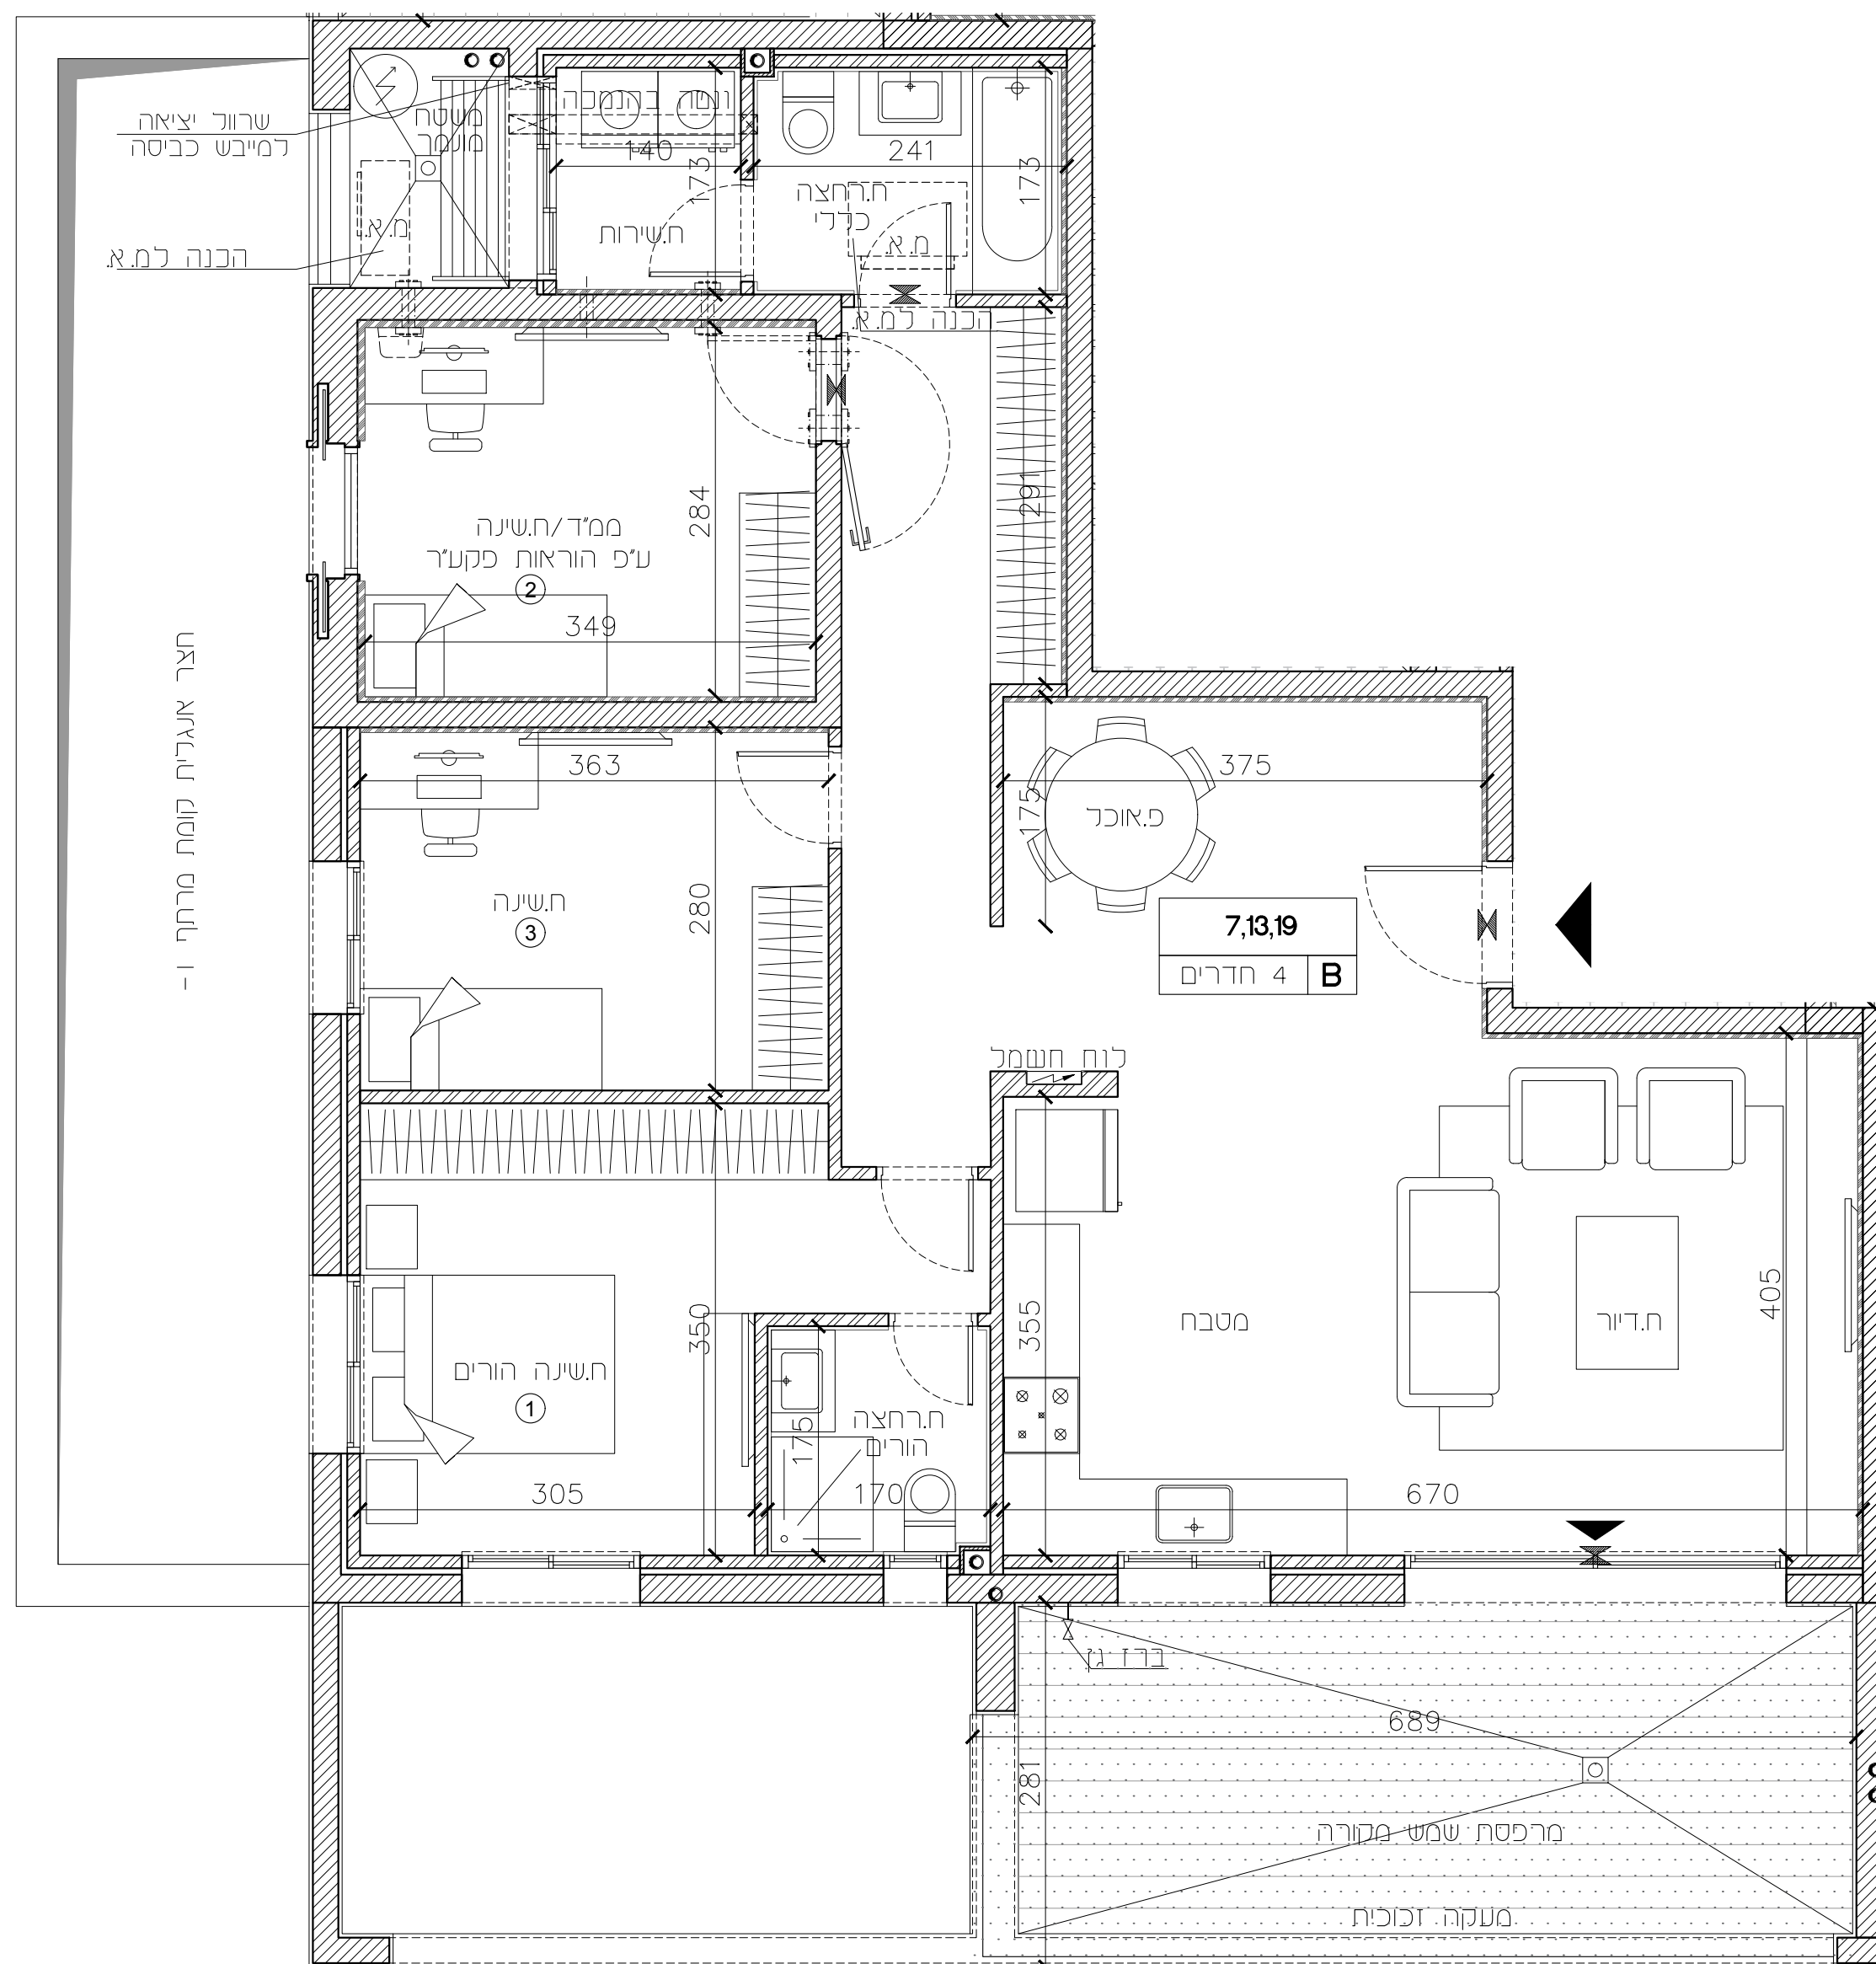 שרוול יציאה
למייבש כביסה
משטח
מונמך
ונטה בהנמכה
140
173
241
173
ח.רחצה
כללי
מ.א.
ח.שירות
מ.א.
הכנה למ.א.
הכנה למ.א.
291
284
ממ"ד/ח.שינה
ע"פ הוראות פקע"ר
2
349
חצר אנגלית קומת מרתף 1-
363
375
175
פ.אוכל
280
ח.שינה
3
7,13,19
4 חדרים
B
לוח חשמל
350
355
405
מטבח
ח.דיור
ח.שינה הורים
1
ח.רחצה
הורים
175
305
170
670
ברז גן
689
281
מרפסת שמש מקורה
מעקה זכוכית